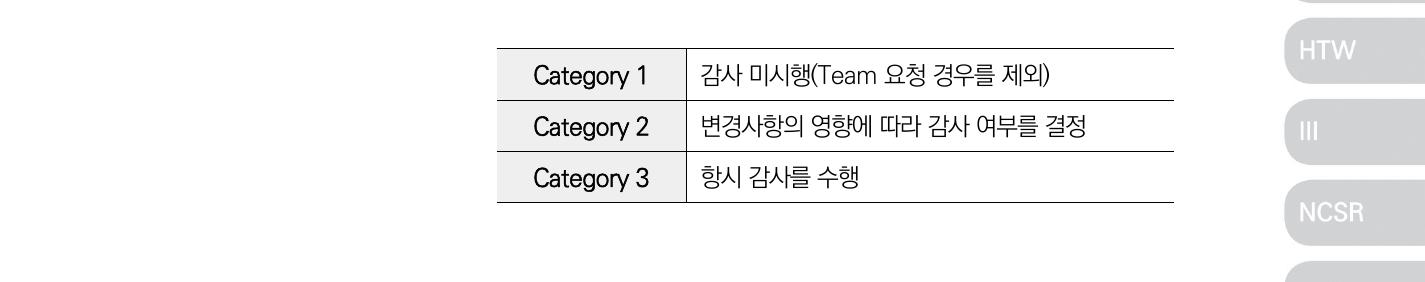 Category 1 감사 미시행(Team 요청 경우를 제외)
Category 2 변경사항의 영향에 따라 감사 여부를 결정
Category 3 항시 감사를 수행
HTW
III
NCSR